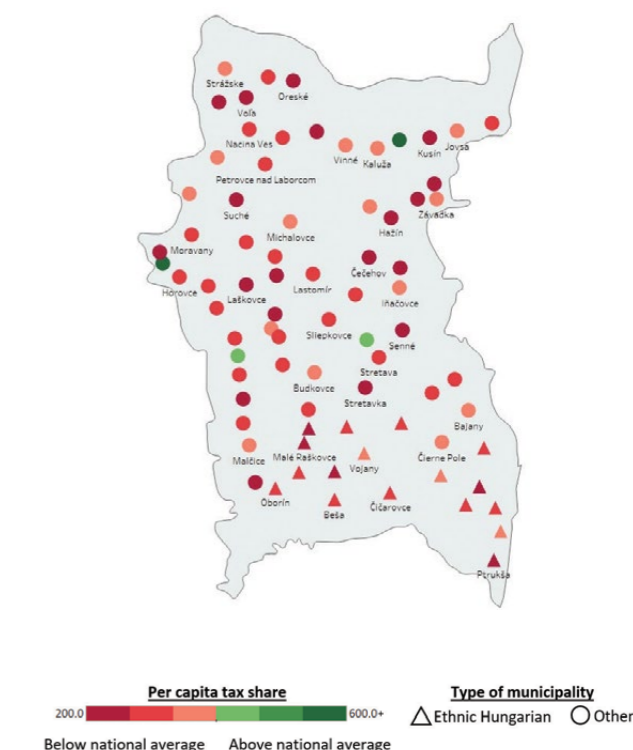 Strážske
Oreské
Voľa
Nacina Ves
Vinné
Kaluža
Kusín
Jovsa
Petrovce nad Laborcom
Suché
Závadka
Hažín
Michalovce
Moravany
Čečehov
Horovce
Laškovce
Lastomír
Iňačovce
Sliepkovce
Senné
Stretava
Budkovce
Stretavka
Bajany
Malčice
Malé Raškovce
Vojany
Čierne Pole
Oborín
Beša
Čičarovce
Ptrukša
Per capita tax share
200.0 600.0+
Below national average Above national average
Type of municipality
Ethnic Hungarian Other